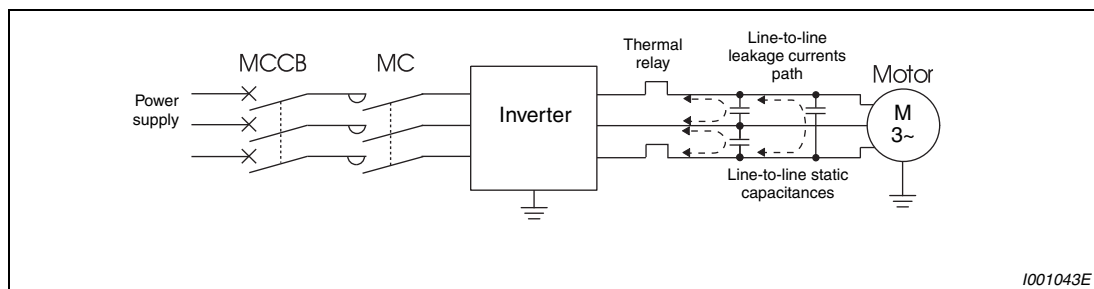 MCCB
MC
Power
supply
Inverter
Thermal
relay
Line-to-line
leakage currents
path
Motor
M
3~
Line-to-line static
capacitances
I001043E